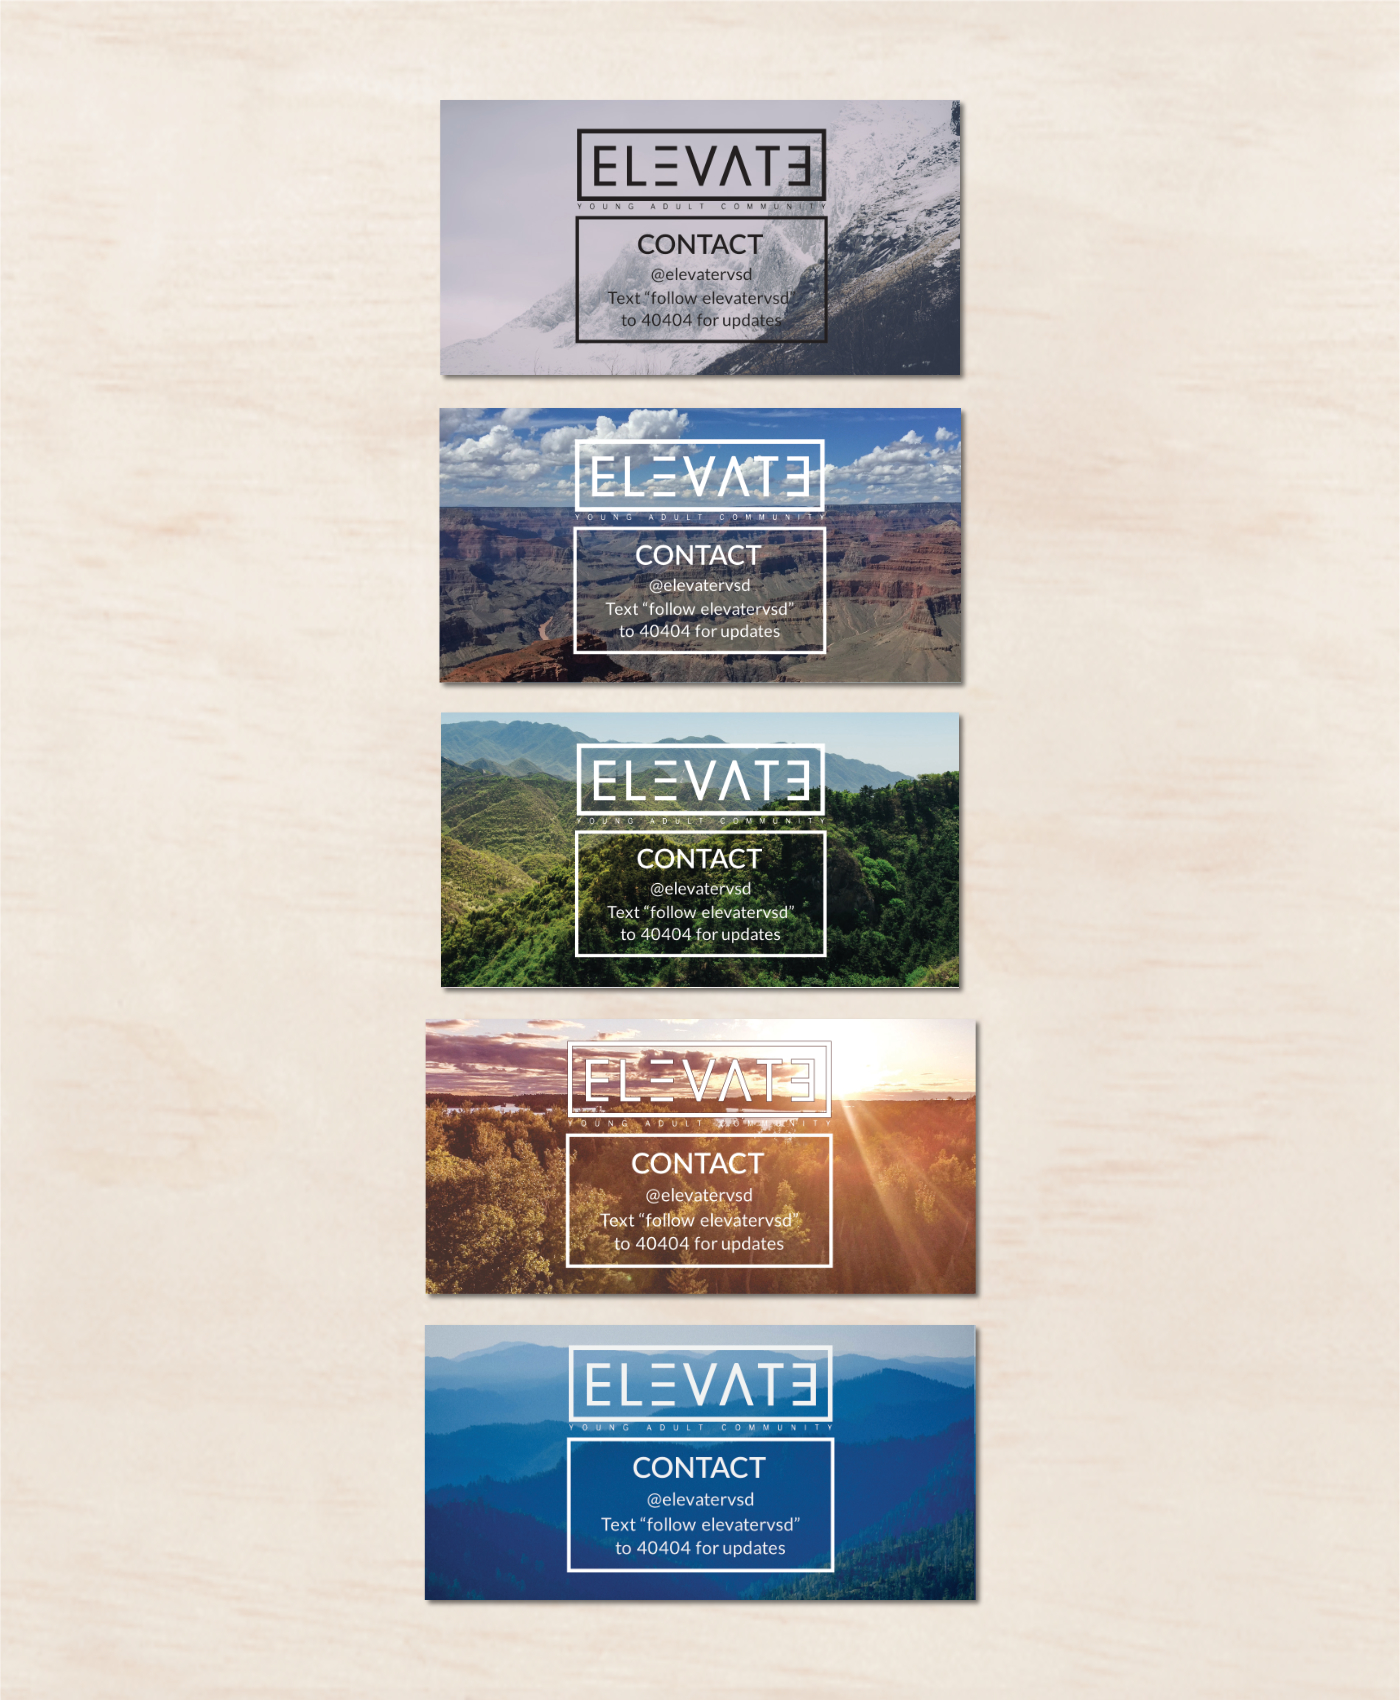 ELEVATE
YOUNG ADULT COMMUNITY
CONTACT
@elevatervsd
Text “follow elevatervsd”
to 40404 for updates
ELEVATE
YOUNG ADULT COMMUNITY
CONTACT
@elevatervsd
Text “follow elevatervsd”
to 40404 for updates
ELEVATE
YOUNG ADULT COMMUNITY
CONTACT
@elevatervsd
Text “follow elevatervsd”
to 40404 for updates
ELEVATE
YOUNG ADULT COMMUNITY
CONTACT
@elevatervsd
Text “follow elevatervsd”
to 40404 for updates
ELEVATE
YOUNG ADULT COMMUNITY
CONTACT
@elevatervsd
Text “follow elevatervsd”
to 40404 for updates